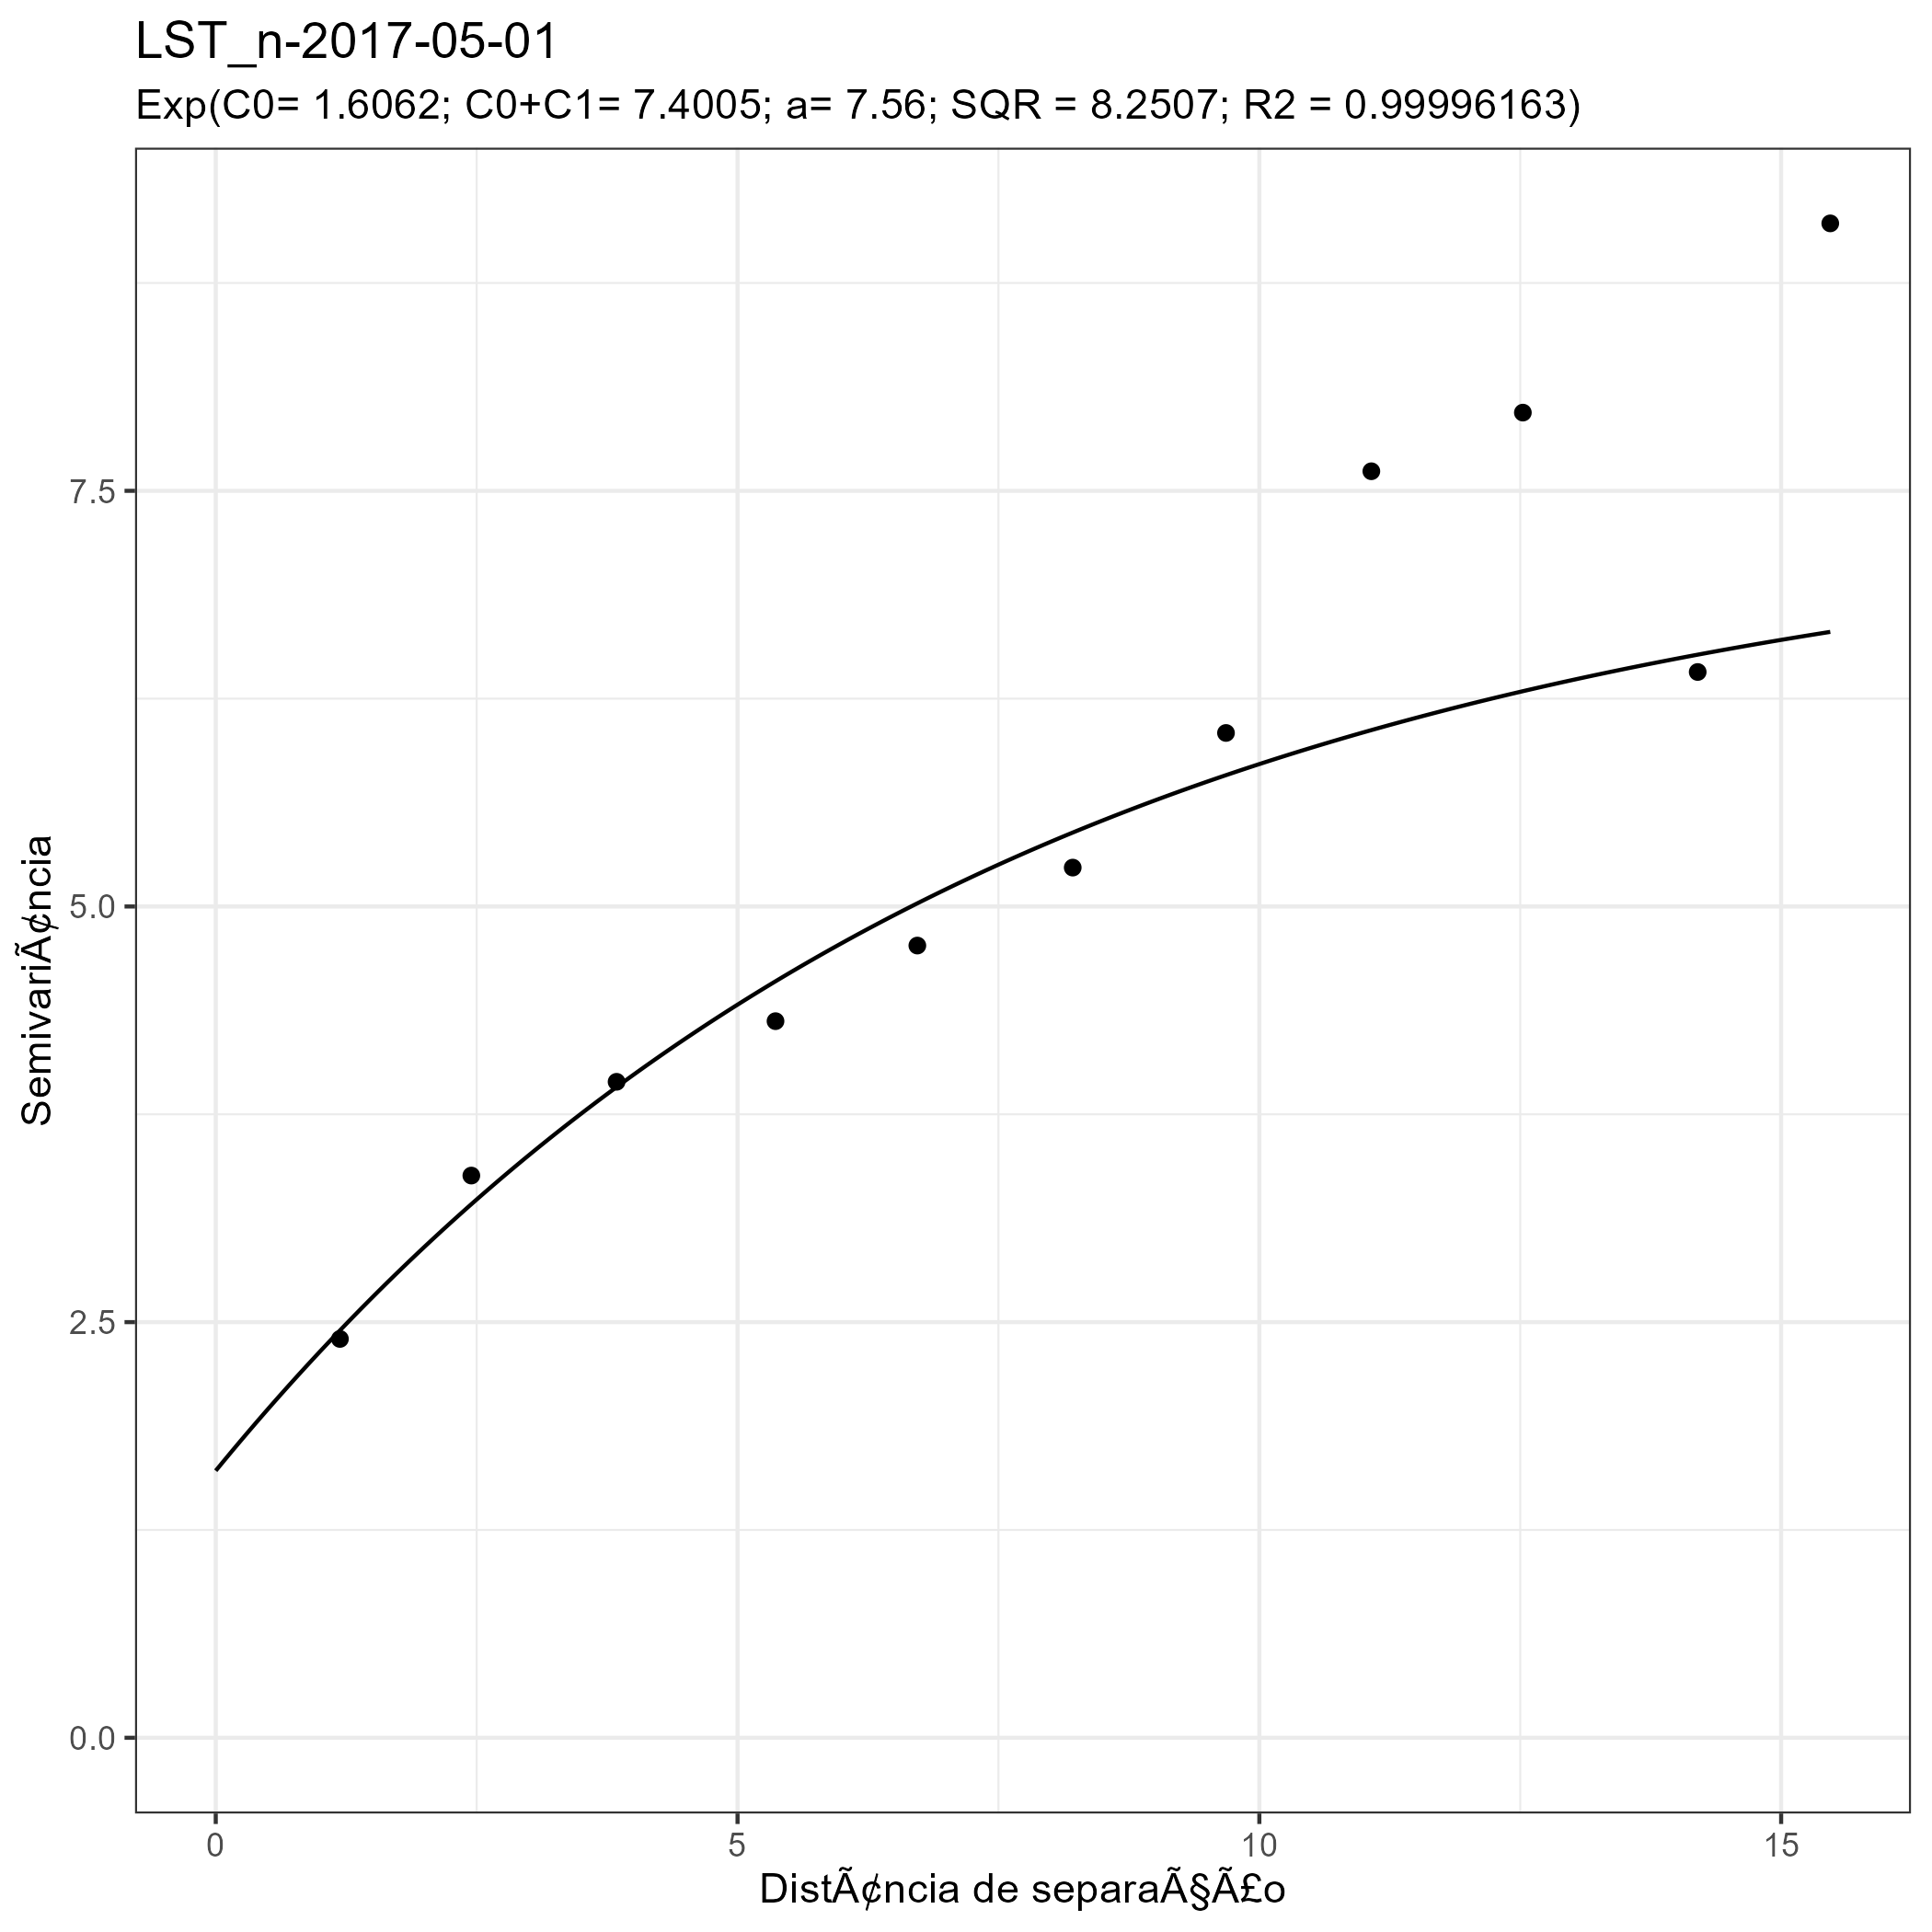 LST_n-2017-05-01
Exp(C0= 1.6062; C0+C1= 7.4005; a= 7.56; SQR = 8.2507; R2 = 0.99996163)
SemivariÃ¢ncia
7.5
5.0
2.5
0.0
0 5 10 15
DistÃ¢ncia de separaÃ§Ã£o